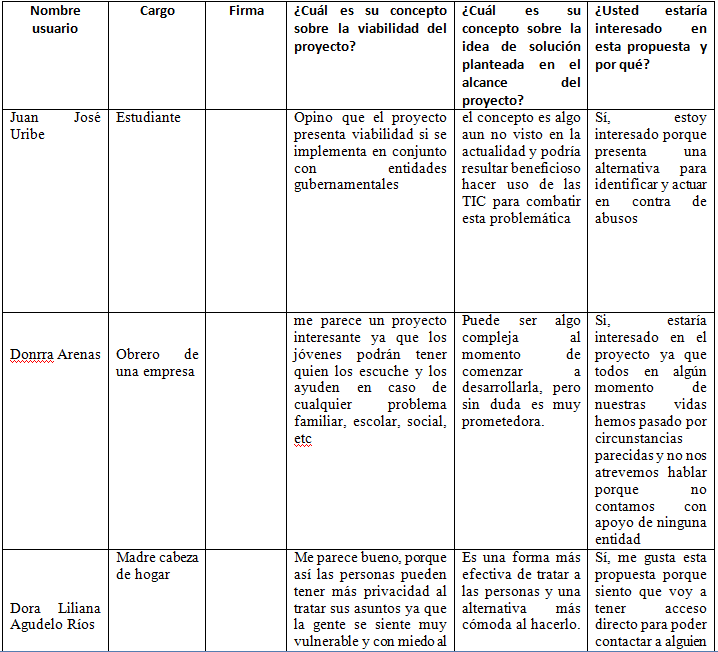 Nombre usuario
Cargo
Firma
¿Cuál es su concepto
sobre la viabilidad del
proyecto?
¿Cuál es su
concepto sobre la
idea de solución
planteada en el
alcance del
proyecto?
¿Usted estaría
interesado en
esta propuesta y
por qué?
Juan José
Uribe
Estudiante
Opino que el proyecto
presenta viabilidad si se
implementa en conjunto
con entidades
gubernamentales
el concepto es algo
aun no visto en la
actualidad y podría
resultar beneficioso
hacer uso de las
TIC para combatir
esta problemática
Sí, estoy
interesado porque
presenta una
alternativa para
identificar y actuar
en contra de
abusos
Donrra Arenas
Obrero de
una empresa
me parece un proyecto
interesante ya que los
jóvenes podrán tener
quien los escuche y los
ayuden en caso de
cualquier problema
familiar, escolar, social,
etc
Puede ser algo
compleja al
momento de
comenzar a
desarrollarla, pero
sin duda es muy
prometedora.
Si, estaría
interesado en el
proyecto ya que
todos en algún
momento de
nuestras vidas
hemos pasado por
circunstancias
parecidas y no nos
atrevemos hablar
porque no
contamos con
apoyo de ninguna
entidad
Dora Liliana
Agudelo Ríos
Madre cabeza
de hogar
Me parece bueno, porque
así las personas pueden
tener más privacidad al
tratar sus asuntos ya que
la gente se siente muy
vulnerable y con miedo al
Es una forma más
efectiva de tratar a
las personas y una
alternativa más
cómoda al hacerlo.
Sí, me gusta esta
propuesta porque
siento que voy a
tener acceso
directo para poder
contactar a alguien